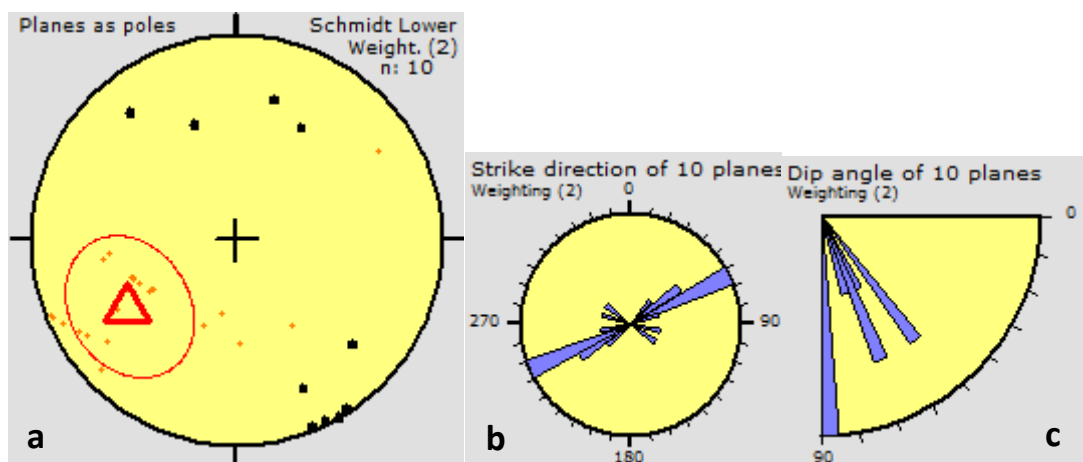 Planes as poles
Schmidt Lower
Weight. (2)
n: 10
a
Strike direction of 10 planes
Weighting (2)
0
270
90
180
b
Dip angle of 10 planes
Weighting (2)
0
90
c